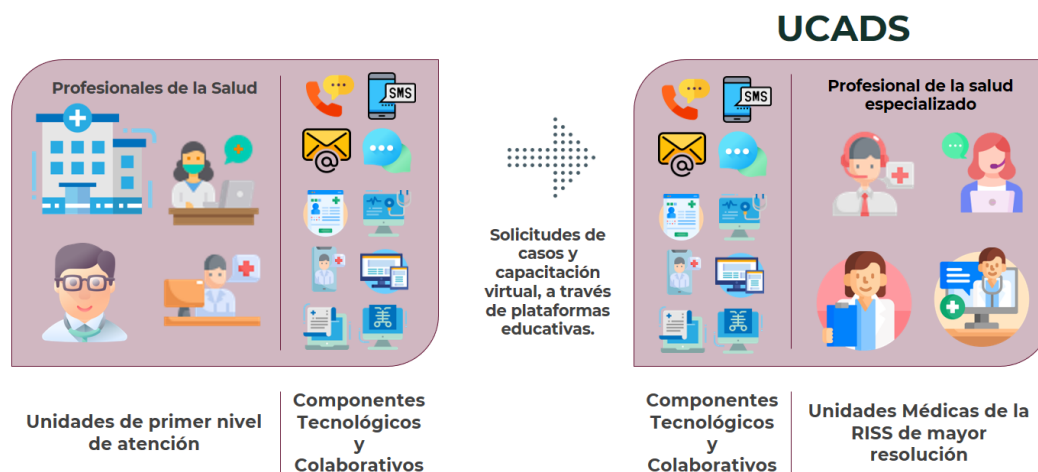 UCADS
Profesionales de la Salud
SMS
@
Solicitudes de
casos y
capacitación
virtual, a través
de plataformas
educativas.
SMS
@
Profesional de la salud
especializado
Unidades de primer nivel
de atención
Componentes
Tecnológicos
y
Colaborativos
Componentes
Tecnológicos
y
Colaborativos
Unidades Médicas de la
RISS de mayor
resolución